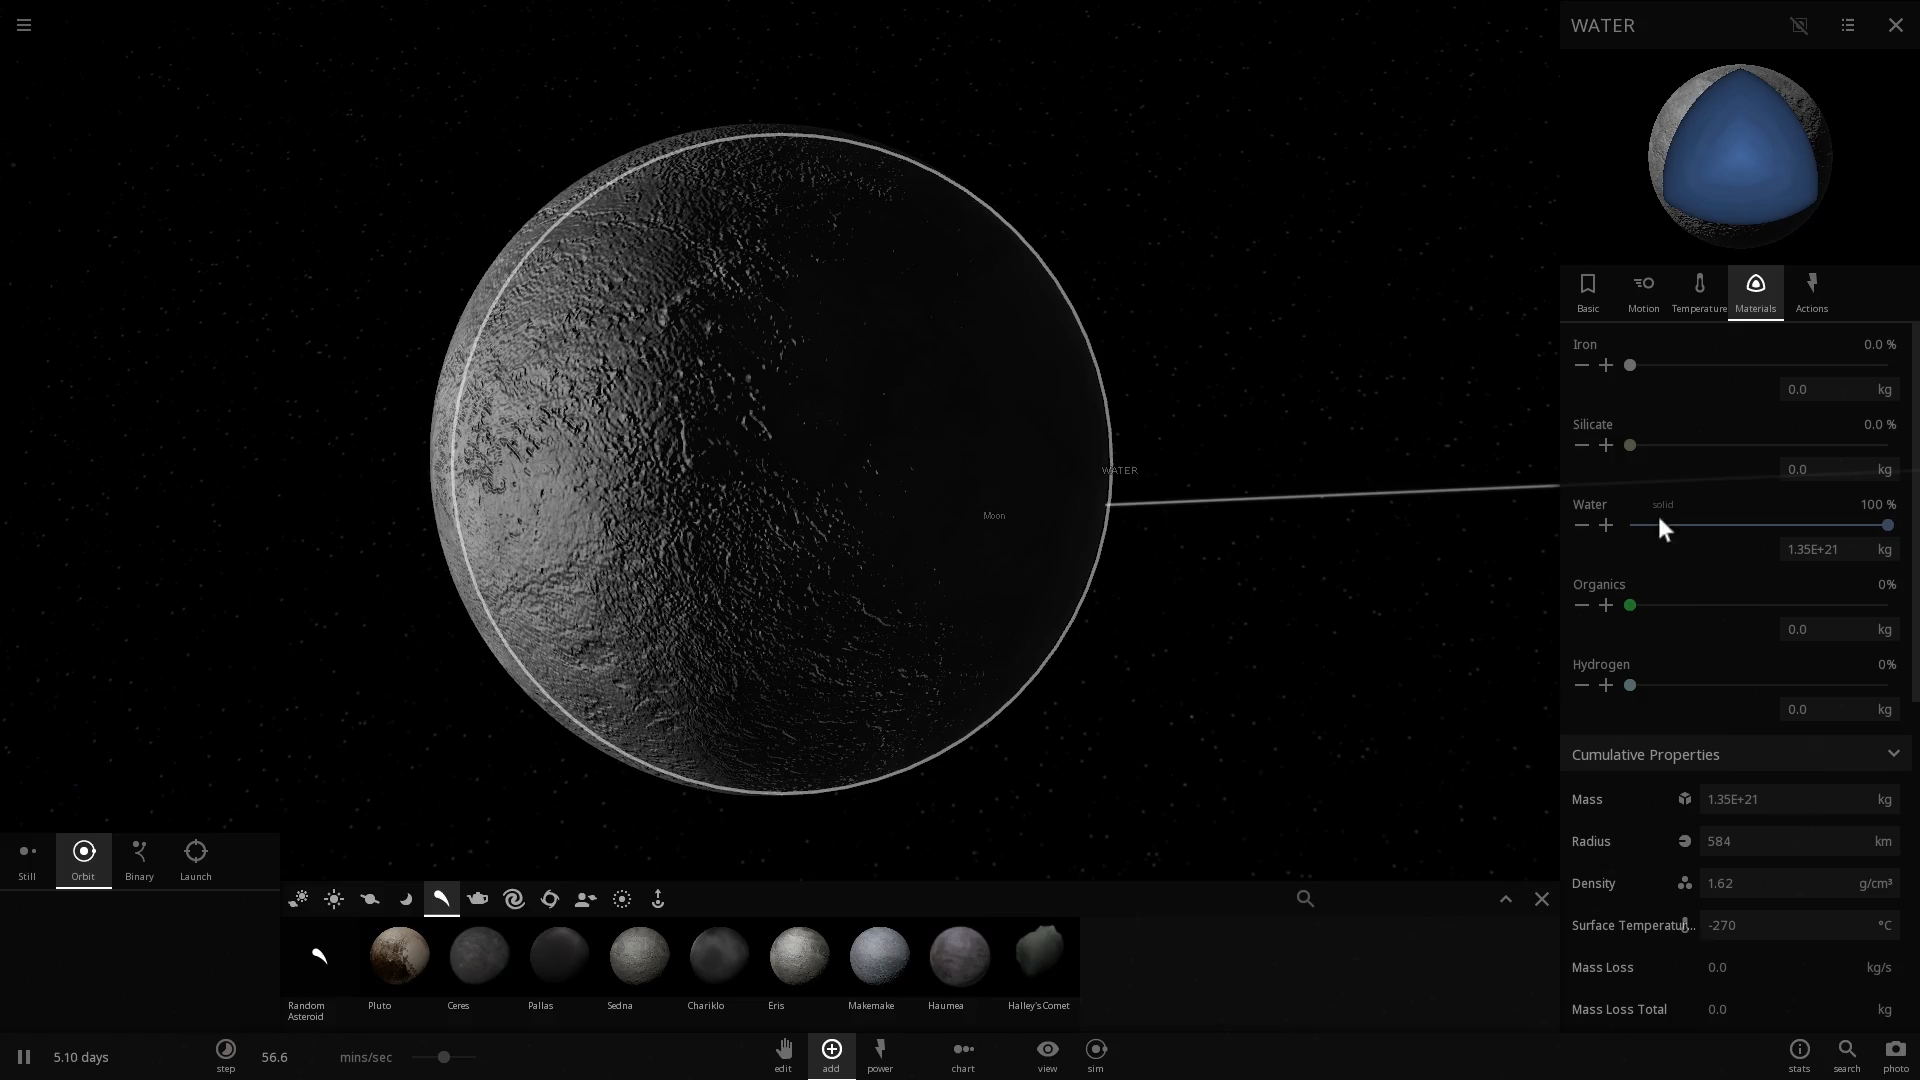 WATER
Basic
Motion
Temperature
Materials
Actions
Iron 0.0 %
0.0 kg
Silicate 0.0 %
0.0 kg
Water solid 100 %
1.35E+21 kg
Organics 0%
0.0 kg
Hydrogen 0%
0.0 kg
Cumulative Properties
Mass 1.35E+21 kg
Radius 584 km
Density 1.62 g/cm³
Surface Temperatur... -270 °C
Mass Loss 0.0 kg/s
Mass Loss Total 0.0 kg
WATER
Moon
Still
Orbit
Binary
Launch
Random
Asteroid
Pluto
Ceres
Pallas
Sedna
Chariklo
Eris
Makemake
Haumea
Halley's Comet
5.10 days
step
56.6 mins/sec
edit
add
power
chart
view
sim
stats
search
photo